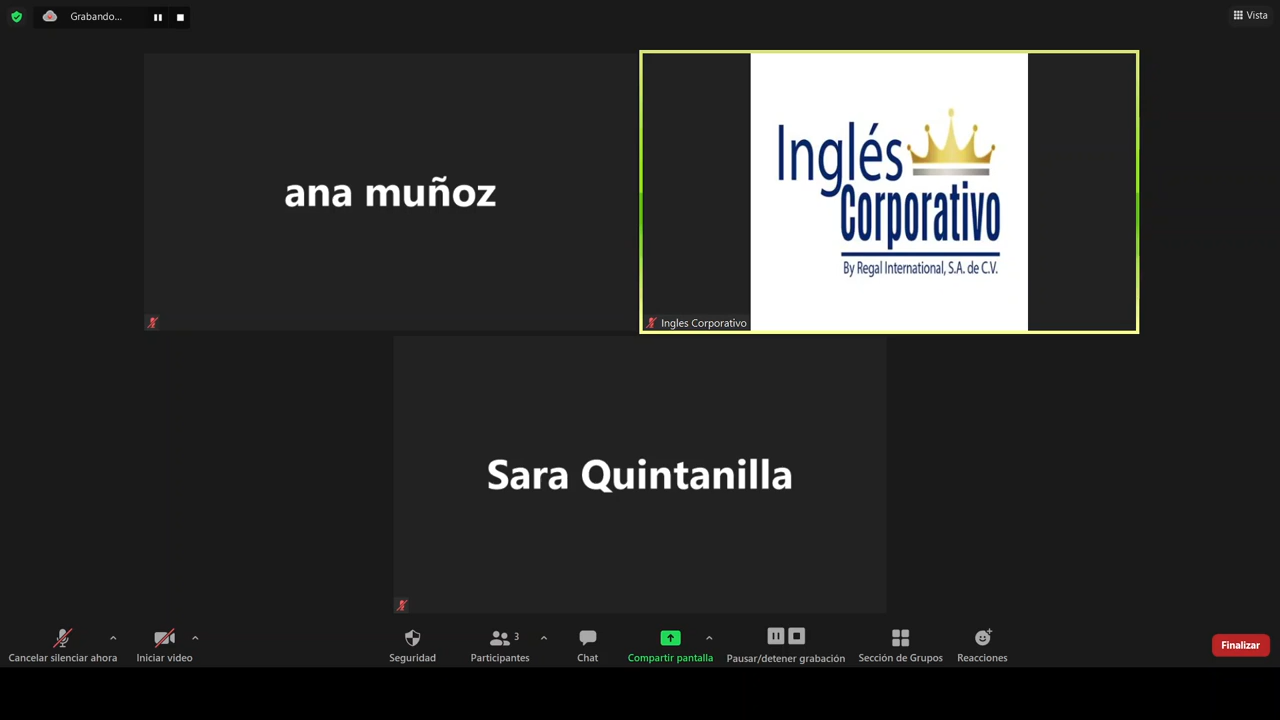 Grabando...
Vista
ana muñoz
Inglés
Corporativo
By Regal International, S.A. de C.V.
Ingles Corporativo
Sara Quintanilla
Cancelar silenciar ahora
Iniciar video
Seguridad
Participantes
3
Chat
Compartir pantalla
Pausar/detener grabación
Sección de Grupos
Reacciones
Finalizar